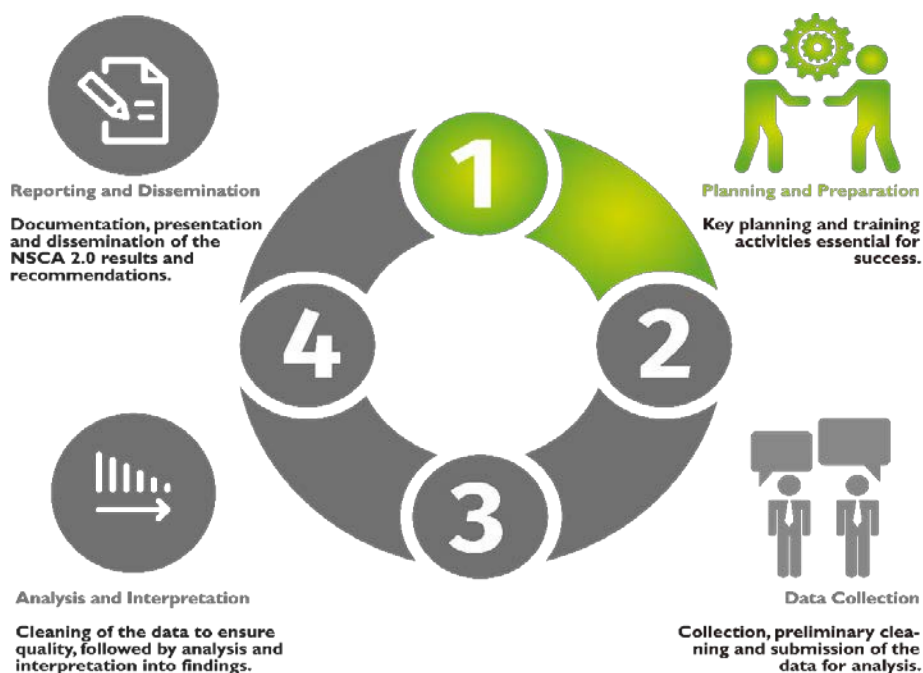 1
Planning and Preparation
Key planning and training
activities essential for
success.
2
Data Collection
Collection, preliminary clea-
ning and submission of the
data for analysis.
3
Analysis and Interpretation
Cleaning of the data to ensure
quality, followed by analysis and
interpretation into findings.
4
Reporting and Dissemination
Documentation, presentation
and dissemination of the
NSCA 2.0 results and
recommendations.